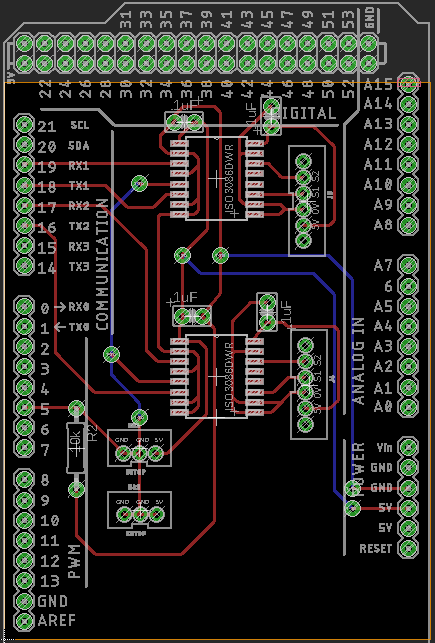 31 33 35 37 39 41 43 45 47 49 51 53 GND
5V
22 24 26 28 30 32 34 36 38 40 42 44 46 48 50 52
A15
.1uF
A14
DIGITAL
21 SCL
A13
20 SDA
A12
19 RX1
A11
18 TX1
A10
17 RX2
A9
16 TX2
A8
15 RX3
14 TX3
COMMUNICATION
ISO3086DWR
5V 0V S1 S2
A7
6
A5
A4
A3
A2
A1
A0
ANALOG IN
.1uF
.1uF
.1uF
ISO3086DWR
5V 0V S1 S2
0 RX0
1 TX0
2
3
4
5
6
7
10K
R2
GND GND 5V
GND GND 5V
8
9
10
11
12
13
PWM
GND
AREF
POWER
Vin
GND
GND
5V
5V
RESET